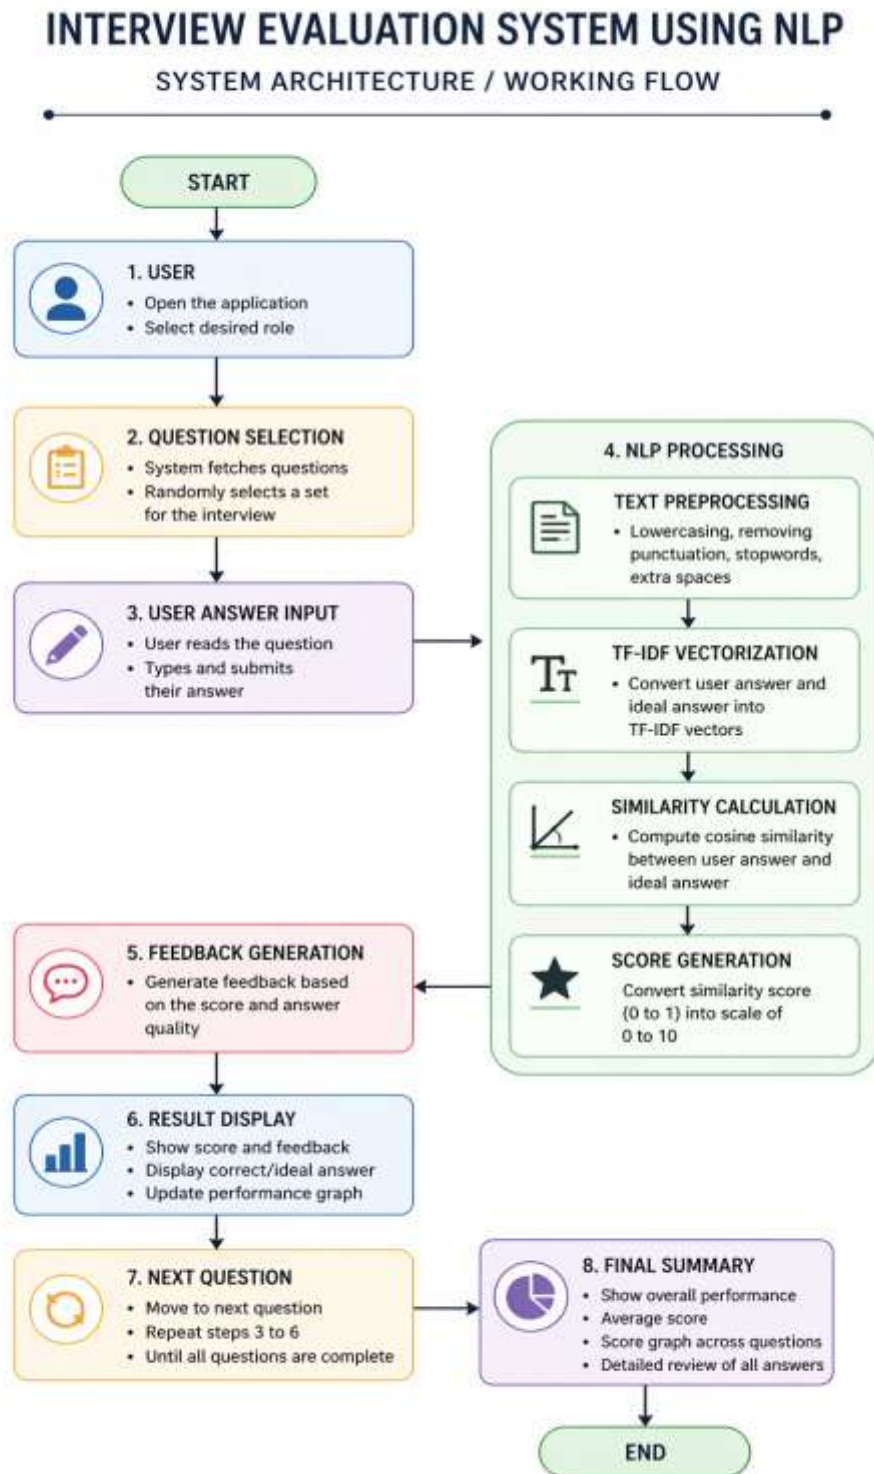 INTERVIEW EVALUATION SYSTEM USING NLP
SYSTEM ARCHITECTURE / WORKING FLOW
START
1. USER
• Open the application
• Select desired role
2. QUESTION SELECTION
• System fetches questions
• Randomly selects a set
for the interview
3. USER ANSWER INPUT
• User reads the question
• Types and submits
their answer
4. NLP PROCESSING
TEXT PREPROCESSING
• Lowercasing, removing
punctuation, stopwords,
extra spaces
TT
TF-IDF VECTORIZATION
• Convert user answer and
ideal answer into
TF-IDF vectors
SIMILARITY CALCULATION
• Compute cosine similarity
between user answer and
ideal answer
SCORE GENERATION
Convert similarity score
(0 to 1) into scale of
0 to 10
5. FEEDBACK GENERATION
• Generate feedback based
on the score and answer
quality
6. RESULT DISPLAY
• Show score and feedback
• Display correct/ideal answer
• Update performance graph
7. NEXT QUESTION
• Move to next question
• Repeat steps 3 to 6
• Until all questions are complete
8. FINAL SUMMARY
• Show overall performance
• Average score
• Score graph across questions
• Detailed review of all answers
END